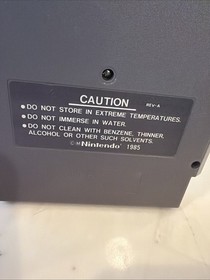 CAUTION
REV-A
● DO NOT STORE IN EXTREME TEMPERATURES.
● DO NOT IMMERSE IN WATER.
● DO NOT CLEAN WITH BENZENE, THINNER,
ALCOHOL OR OTHER SUCH SOLVENTS.
©M Nintendo 1985